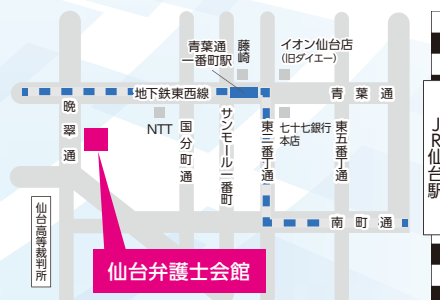 青葉通
一番町駅
藤崎
イオン仙台店
(旧ダイエー)
地下鉄東西線
青葉通
晩翠通
NTT
国分町通
サンモール一番町
東二番丁通
七十七銀行
本店
東五番丁通
JR仙台駅
仙台高等裁判所
南町通
仙台弁護士会館